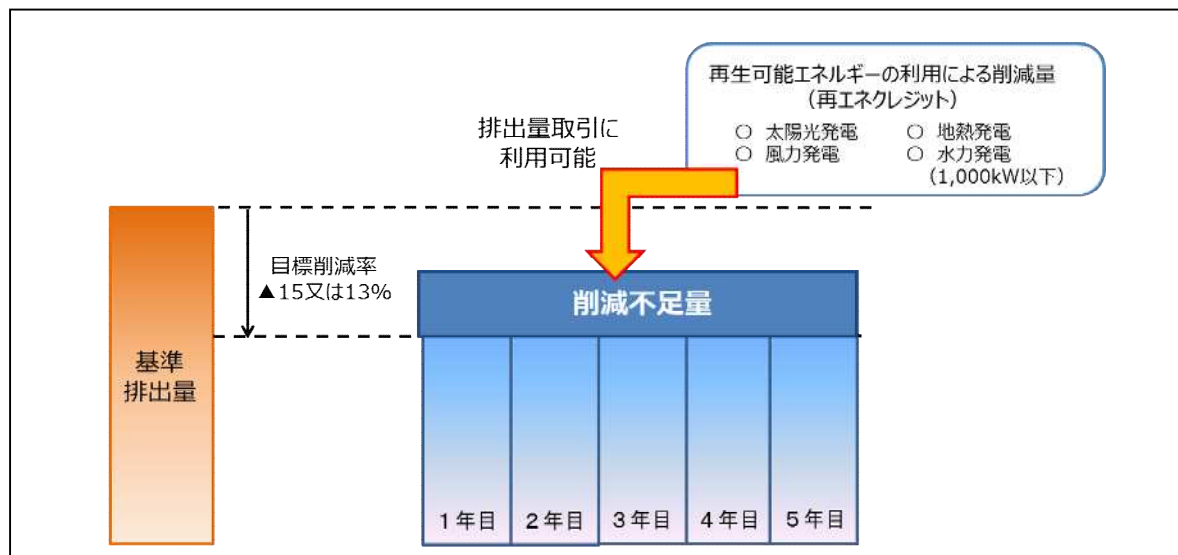 再生可能エネルギーの利用による削減量
(再エネクレジット)
○ 太陽光発電 ○ 地熱発電
○ 風力発電 ○ 水力発電
(1,000kW以下)
排出量取引に
利用可能
目標削減率
▲15又は13%
削減不足量
基準
排出量
1年目 2年目 3年目 4年目 5年目